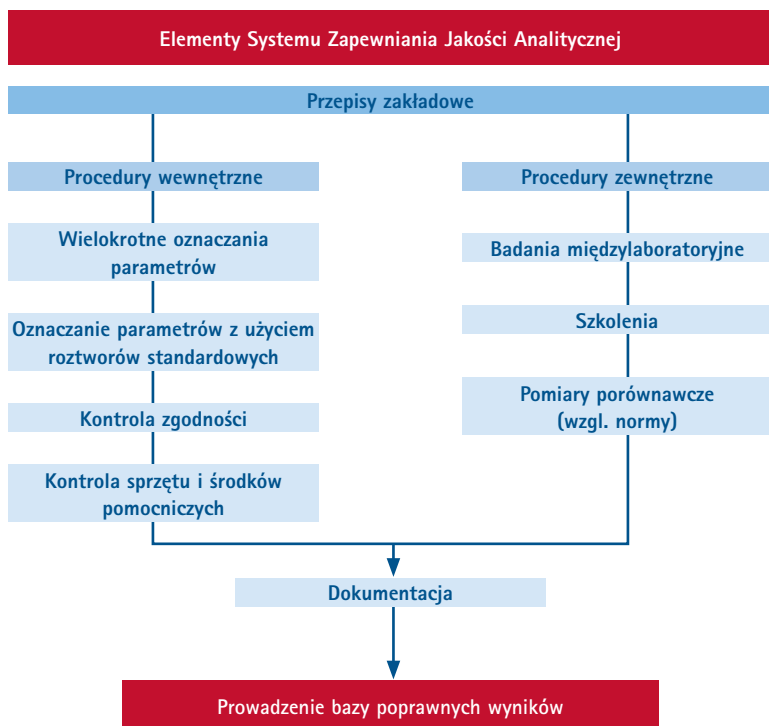 Elementy Systemu Zapewniania Jakości Analitycznej
Przepisy zakładowe
Procedury wewnętrzne
Wielokrotne oznaczania
parametrów
Oznaczanie parametrów z użyciem
roztworów standardowych
Kontrola zgodności
Kontrola sprzętu i środków
pomocniczych
Procedury zewnętrzne
Badania międzylaboratoryjne
Szkolenia
Pomiary porównawcze
(wzgl. normy)
Dokumentacja
Prowadzenie bazy poprawnych wyników